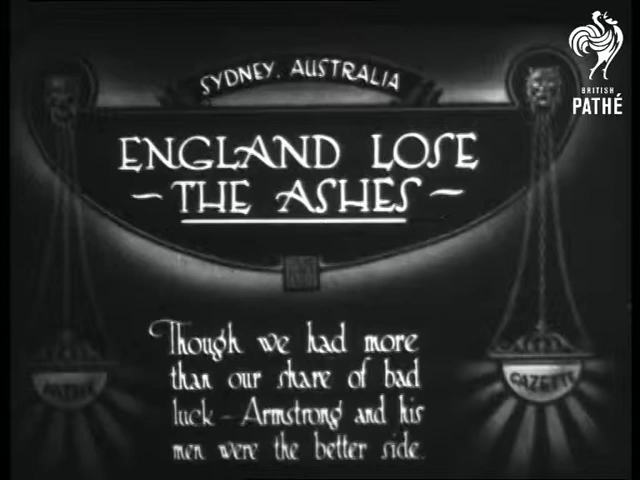 SYDNEY, AUSTRALIA
BRITISH
PATHÉ
ENGLAND LOSE
- THE ASHES -
Though we had more
than our share of bad
luck - Armstrong and his
men were the better side.
PATHE
GAZETTE